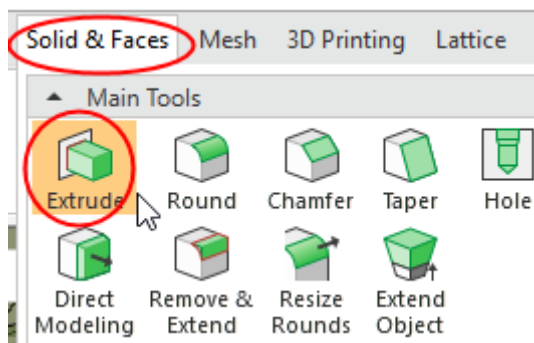 Solid & Faces Mesh 3D Printing Lattice
Main Tools
Extrude Round Chamfer Taper Hole
Direct Remove & Resize Extend
Modeling Extend Rounds Object